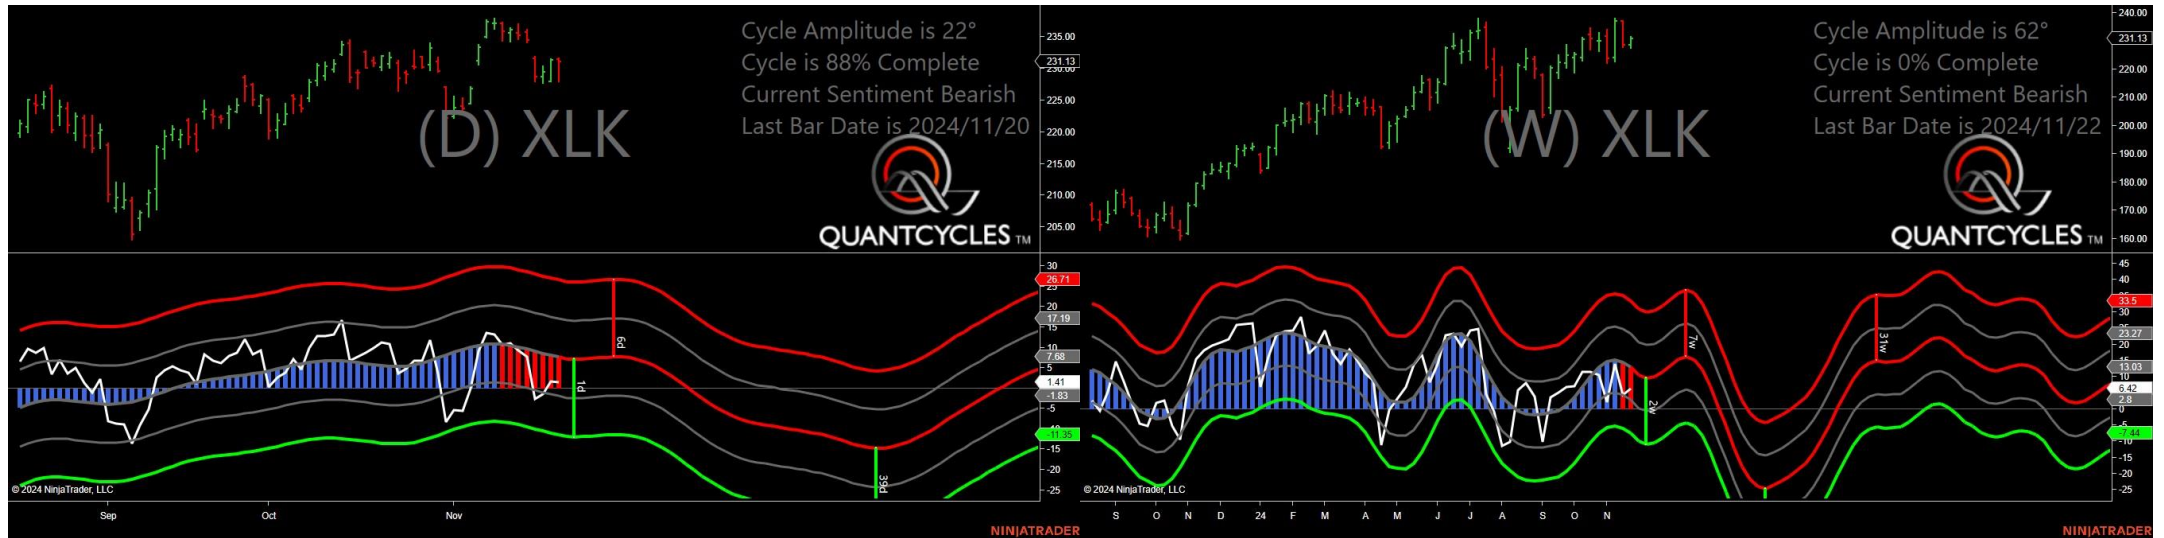 Cycle Amplitude is 22°
Cycle is 88% Complete
Current Sentiment Bearish
Last Bar Date is 2024/11/20
(D) XLK
QUANTCYCLES TM
235.00
231.13
230.00
225.00
220.00
215.00
210.00
205.00
30
26.71
25
20
17.19
15
10
7.68
5
1.41
-1.83
-5
-11.35
-15
-20
-25
6d
1d
39d
© 2024 NinjaTrader, LLC
Sep
Oct
Nov
NINJATRADER
Cycle Amplitude is 62°
Cycle is 0% Complete
Current Sentiment Bearish
Last Bar Date is 2024/11/22
(W) XLK
QUANTCYCLES TM
240.00
231.13
220.00
210.00
200.00
190.00
180.00
170.00
160.00
45
40
33.5
23.27
20
15
13.03
10
6.42
2.8
0
-7.44
-10
-15
-20
-25
7w
2w
31w
© 2024 NinjaTrader, LLC
S O N D 24 F M A M J J A S O N
NINJATRADER